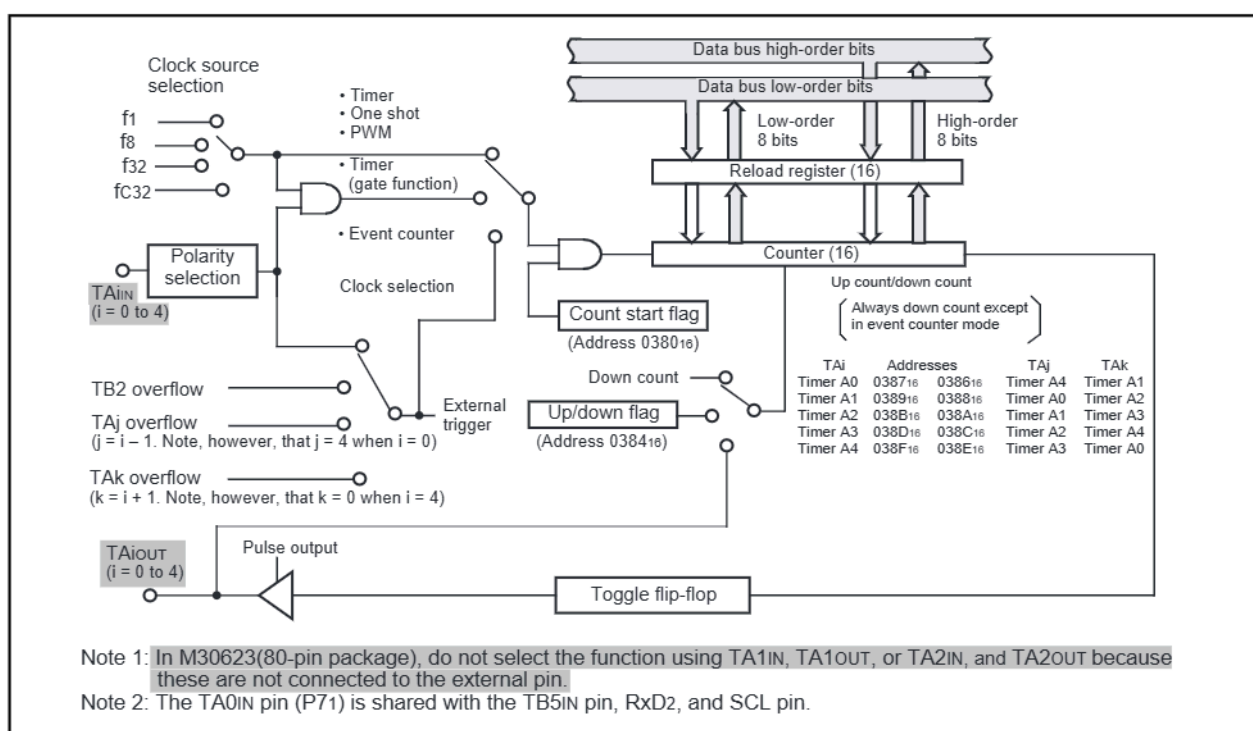 Clock source
selection
f1
f8
f32
fC32
• Timer
• One shot
• PWM
• Timer
(gate function)
• Event counter
Clock selection
Data bus high-order bits
Data bus low-order bits
Low-order
8 bits
High-order
8 bits
Reload register (16)
Counter (16)
Polarity
selection
TAiIN
(i = 0 to 4)
Count start flag
(Address 038016)
Up count/down count
Always down count except
in event counter mode
TB2 overflow
TAj overflow
(j = i – 1. Note, however, that j = 4 when i = 0)
TAk overflow
(k = i + 1. Note, however, that k = 0 when i = 4)
External
trigger
Down count
Up/down flag
(Address 038416)
TAi Addresses TAj TAk
Timer A0 038716 038616 Timer A4 Timer A1
Timer A1 038916 038816 Timer A0 Timer A2
Timer A2 038B16 038A16 Timer A1 Timer A3
Timer A3 038D16 038C16 Timer A2 Timer A4
Timer A4 038F16 038E16 Timer A3 Timer A0
TAiOUT
(i = 0 to 4)
Pulse output
Toggle flip-flop
Note 1: In M30623(80-pin package), do not select the function using TA1IN, TA1OUT, or TA2IN, and TA2OUT because
these are not connected to the external pin.
Note 2: The TA0IN pin (P71) is shared with the TB5IN pin, RxD2, and SCL pin.